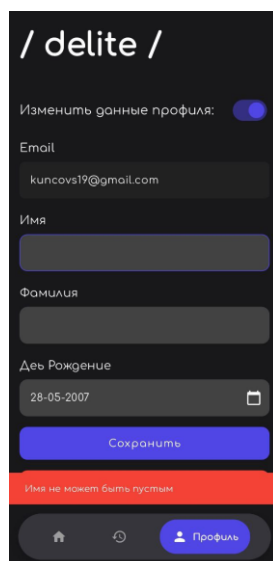 / delite /
Изменить данные профиля:
Email
kuncovs19@gmail.com
Имя
Фамилия
Деь Рождение
28-05-2007
Сохранить
Имя не может быть пустым
Профиль